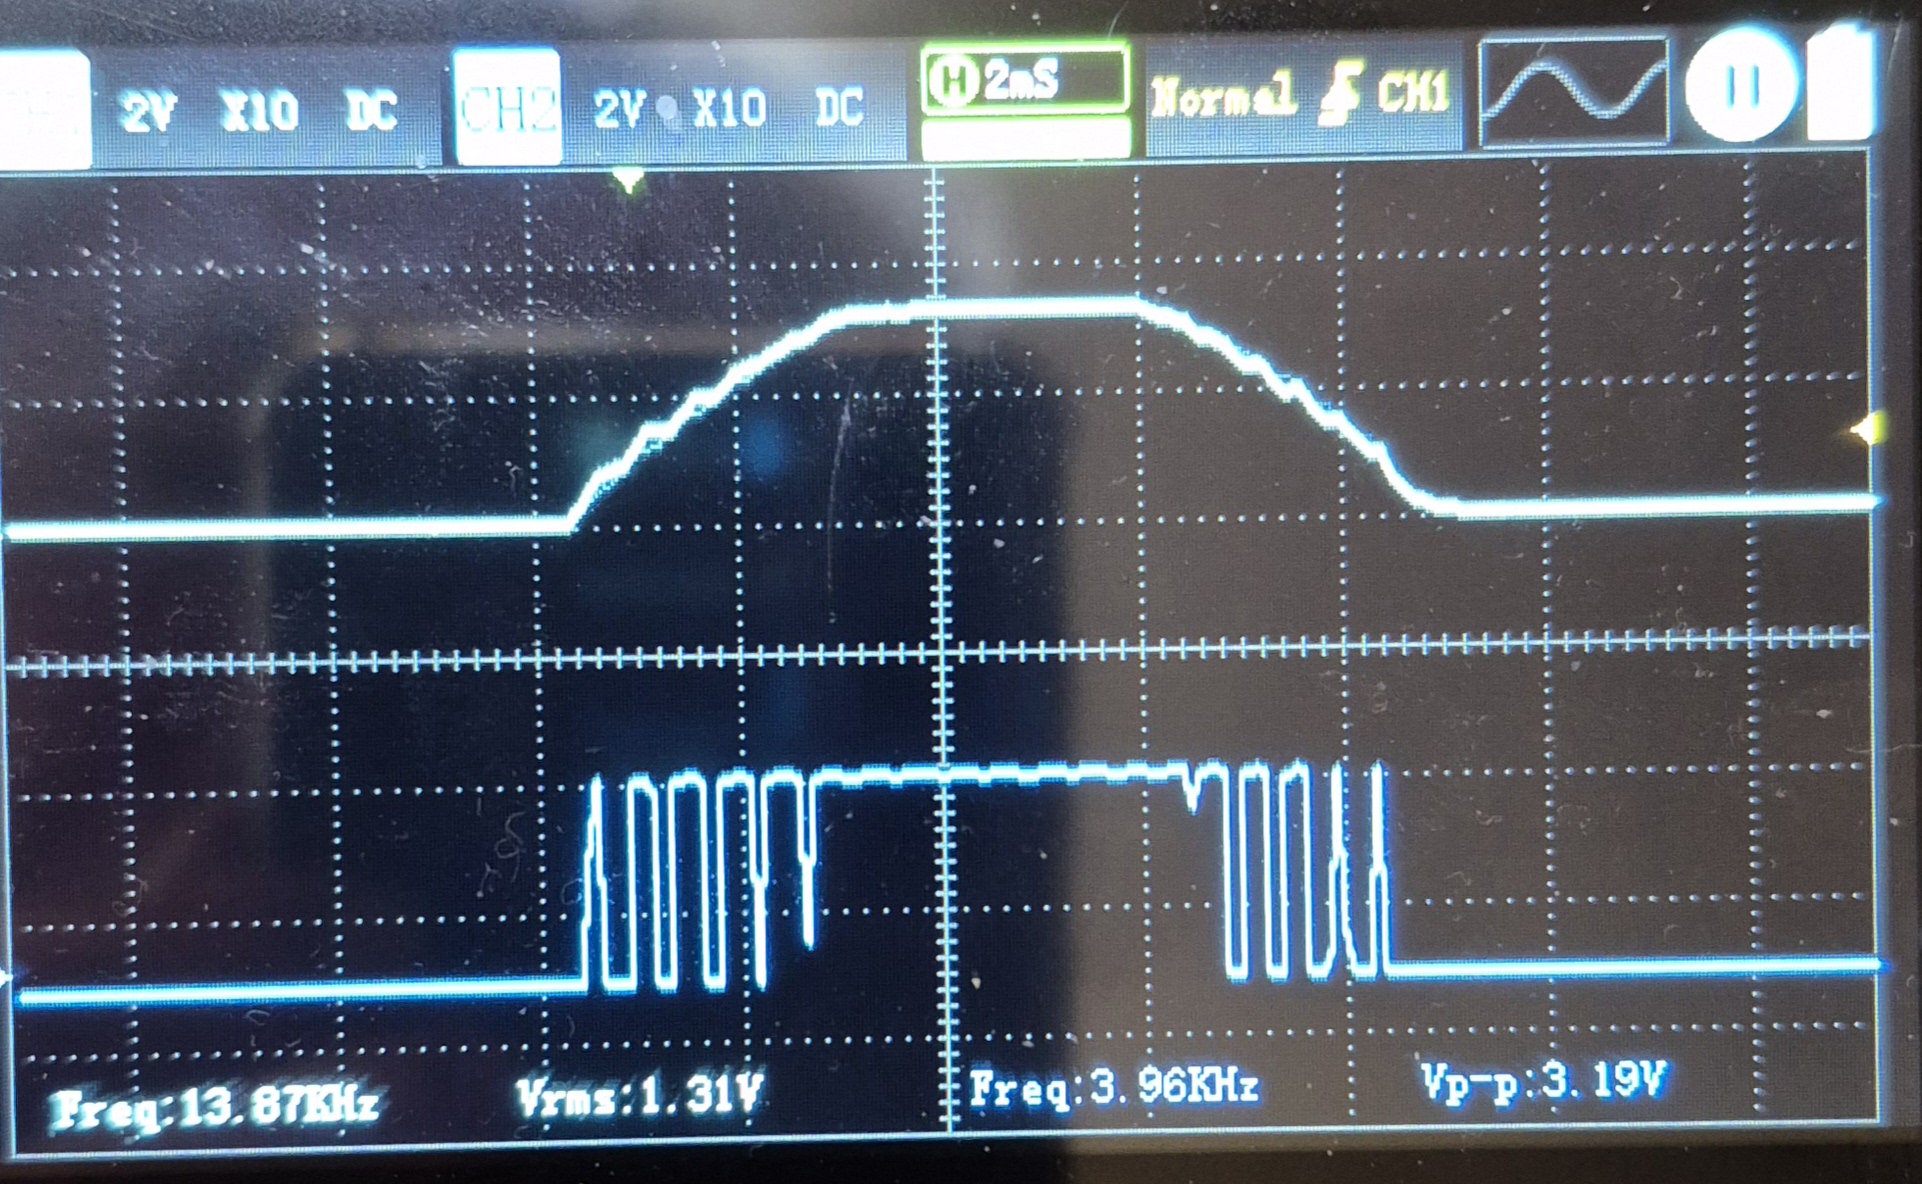 2V X10 DC CH2 2V X10 DC H 2mS Normal CH1
Freq:13.87KHz Vrms:1.31V Freq:3.96KHz Vp-p:3.19V